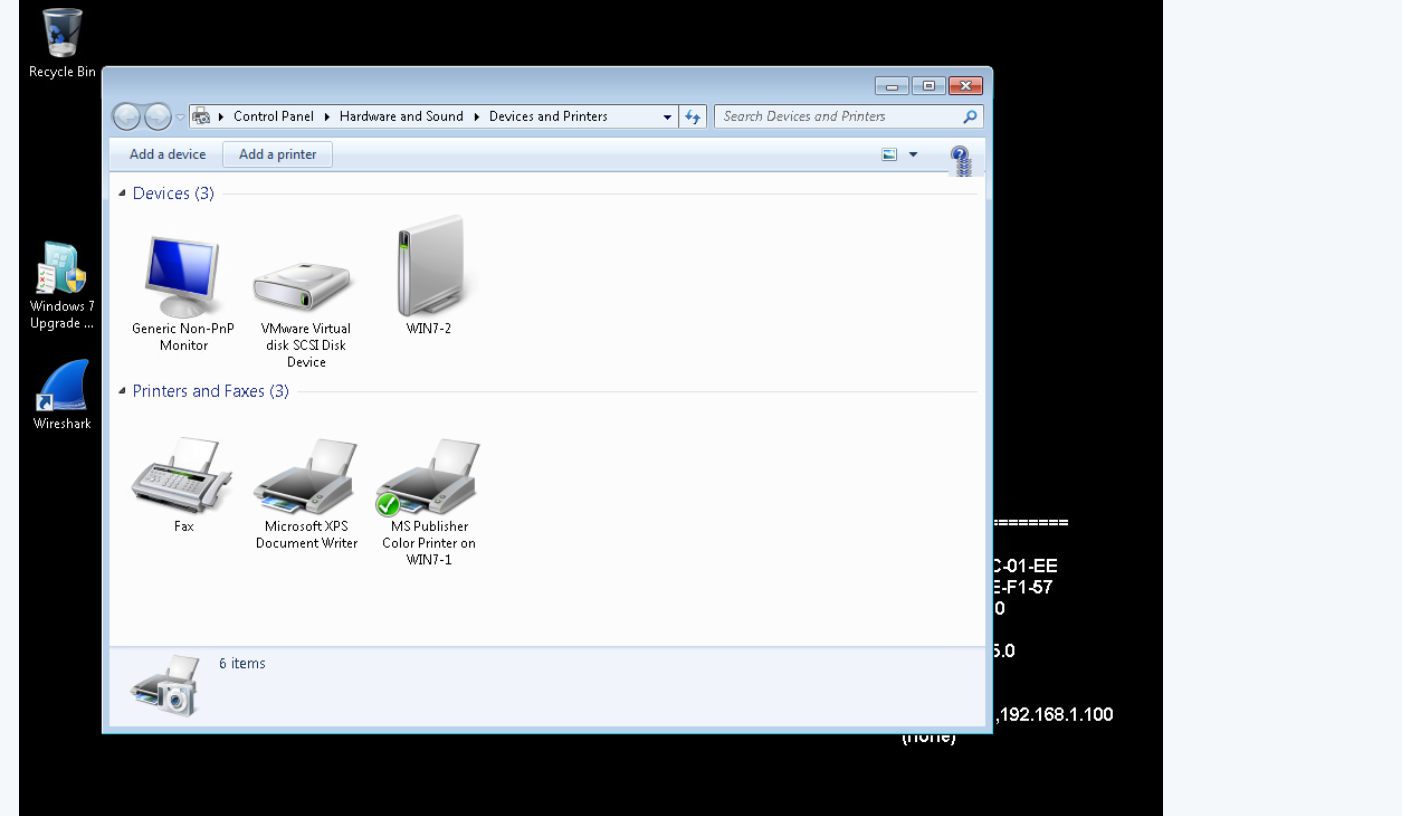 Recycle Bin
Control Panel Hardware and Sound Devices and Printers
Search Devices and Printers
Add a device Add a printer
Devices (3)
Generic Non-PnP
Monitor
VMware Virtual
disk SCSI Disk
Device
WIN7-2
Windows 7
Upgrade ...
Printers and Faxes (3)
Wireshark
Fax
Microsoft XPS
Document Writer
MS Publisher
Color Printer on
WIN7-1
6 items
========
C-01-EE
E-F1-57
0
5.0
,192.168.1.100
(none)